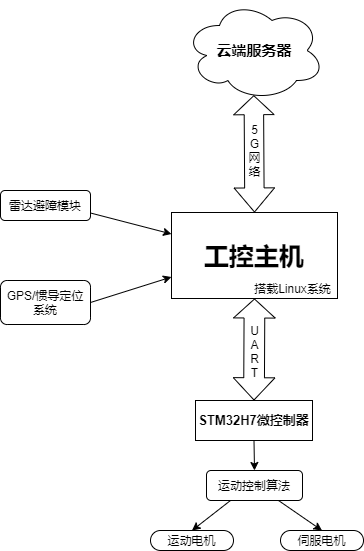 云端服务器
5G网络
雷达避障模块
工控主机
搭载Linux系统
GPS/惯导定位
系统
UART
STM32H7微控制器
运动控制算法
运动电机
伺服电机